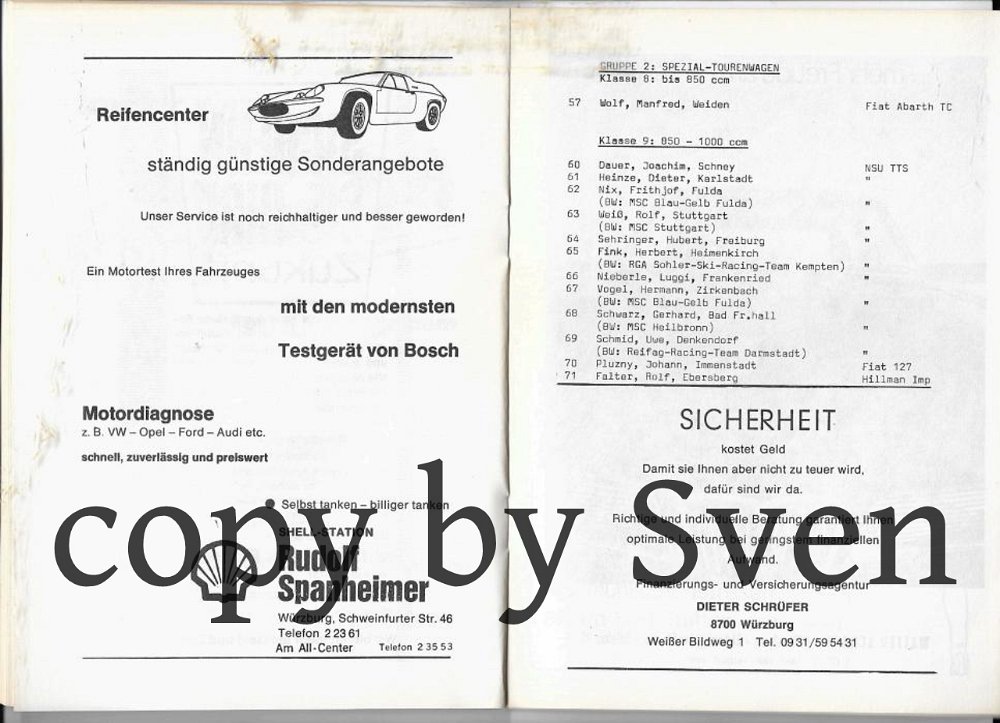 Reifencenter
ständig günstige Sonderangebote
Unser Service ist noch reichhaltiger und besser geworden!
Ein Motortest Ihres Fahrzeuges
mit den modernsten
Testgerät von Bosch
Motordiagnose
z. B. VW – Opel – Ford – Audi etc.
schnell, zuverlässig und preiswert
Selbst tanken – billiger tanken
SHELL-STATION
Rudolf
Spanheimer
Würzburg, Schweinfurter Str. 46
Telefon 2 23 61
Am All-Center Telefon 2 35 53
GRUPPE 2: SPEZIAL-TOURENWAGEN
Klasse 8: bis 850 ccm
57 Wolf, Manfred, Weiden Fiat Abarth TC
Klasse 9: 850 - 1000 ccm
60 Dauer, Joachim, Schney NSU TTS
61 Heinze, Dieter, Karlstadt "
62 Nix, Frithjof, Fulda
(BW: MSC Blau-Gelb Fulda) "
63 Weiß, Rolf, Stuttgart
(BW: MSC Stuttgart) "
64 Sehringer, Hubert, Freiburg "
65 Fink, Herbert, Heimenkirch
(BW: RGA Sohler-Ski-Racing-Team Kempten) "
66 Nieberle, Luggi, Frankenried "
67 Vogel, Hermann, Zirkenbach
(BW: MSC Blau-Gelb Fulda) "
68 Schwarz, Gerhard, Bad Fr.hall
(BW: MSC Heilbronn) "
69 Schmid, Uwe, Denkendorf
(BW: Reifag-Racing-Team Darmstadt) "
70 Pluzny, Johann, Immenstadt Fiat 127
71 Falter, Rolf, Ebersberg Hillman Imp
SICHERHEIT
kostet Geld
Damit sie Ihnen aber nicht zu teuer wird,
dafür sind wir da.
Richtige und individuelle Beratung garantiert Ihnen
optimale Leistung bei geringstem finanziellen
Aufwand.
Finanzierungs- und Versicherungsagentur
DIETER SCHRÜFER
8700 Würzburg
Weißer Bildweg 1 Tel. 09 31/59 54 31
copy by Sven